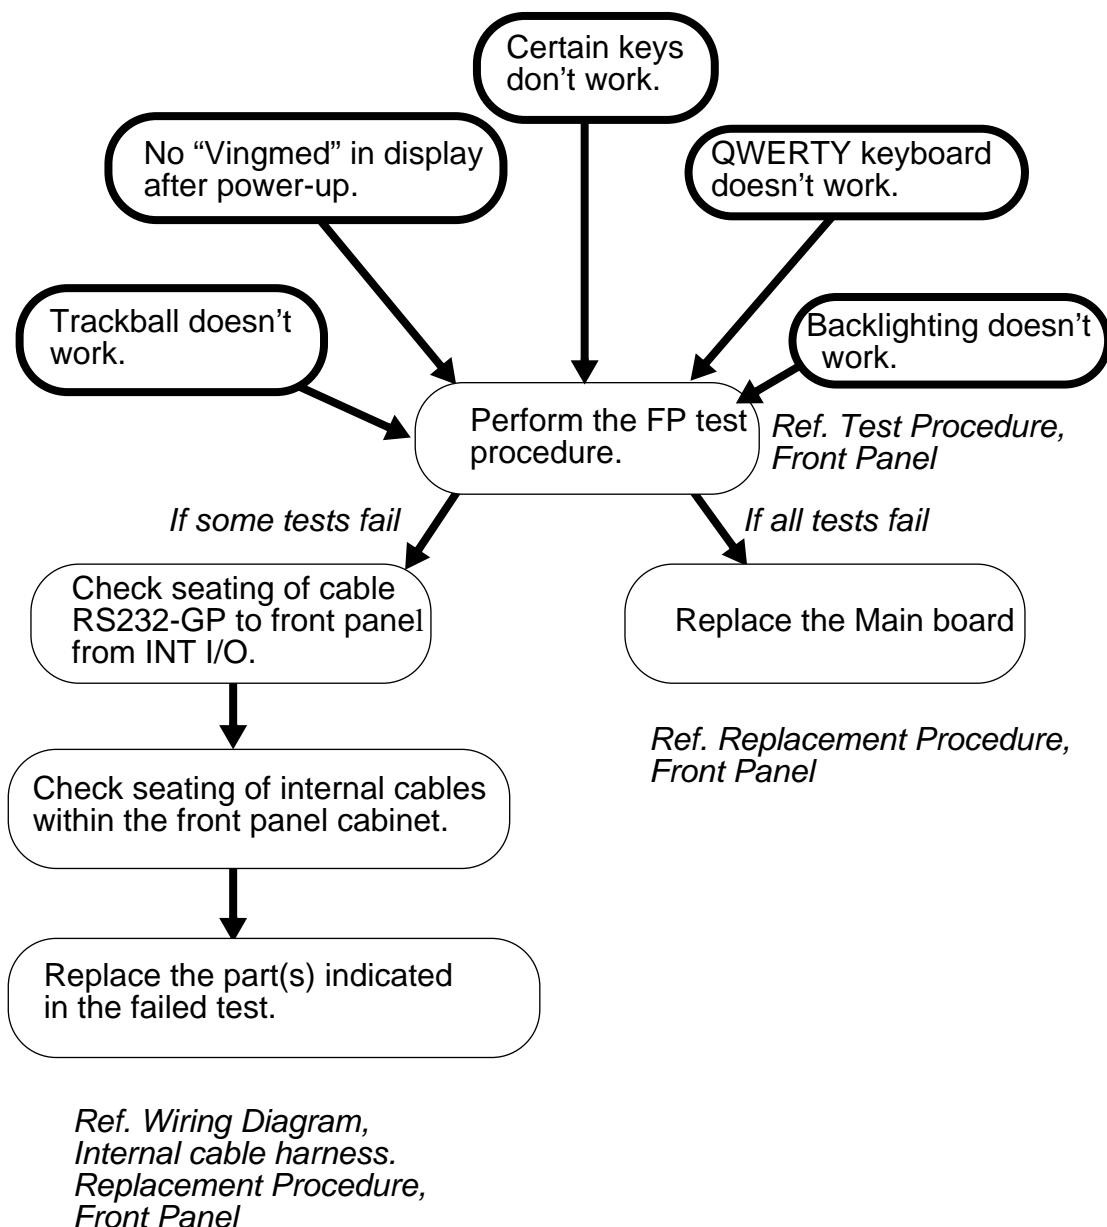 Certain keys
don’t work.
No “Vingmed” in display
after power-up.
QWERTY keyboard
doesn’t work.
Trackball doesn’t
work.
Backlighting doesn’t
work.
Perform the FP test
procedure.
Ref. Test Procedure,
Front Panel
If some tests fail
If all tests fail
Check seating of cable
RS232-GP to front panel
from INT I/O.
Replace the Main board
Ref. Replacement Procedure,
Front Panel
Check seating of internal cables
within the front panel cabinet.
Replace the part(s) indicated
in the failed test.
Ref. Wiring Diagram,
Internal cable harness.
Replacement Procedure,
Front Panel